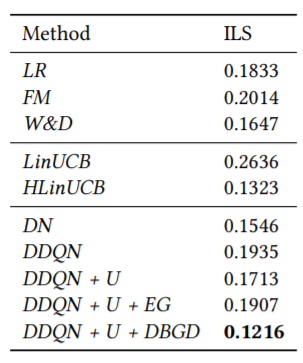 Method ILS
LR 0.1833
FM 0.2014
W&D 0.1647
LinUCB 0.2636
HLinUCB 0.1323
DN 0.1546
DDQN 0.1935
DDQN + U 0.1713
DDQN + U + EG 0.1907
DDQN + U + DBGD 0.1216